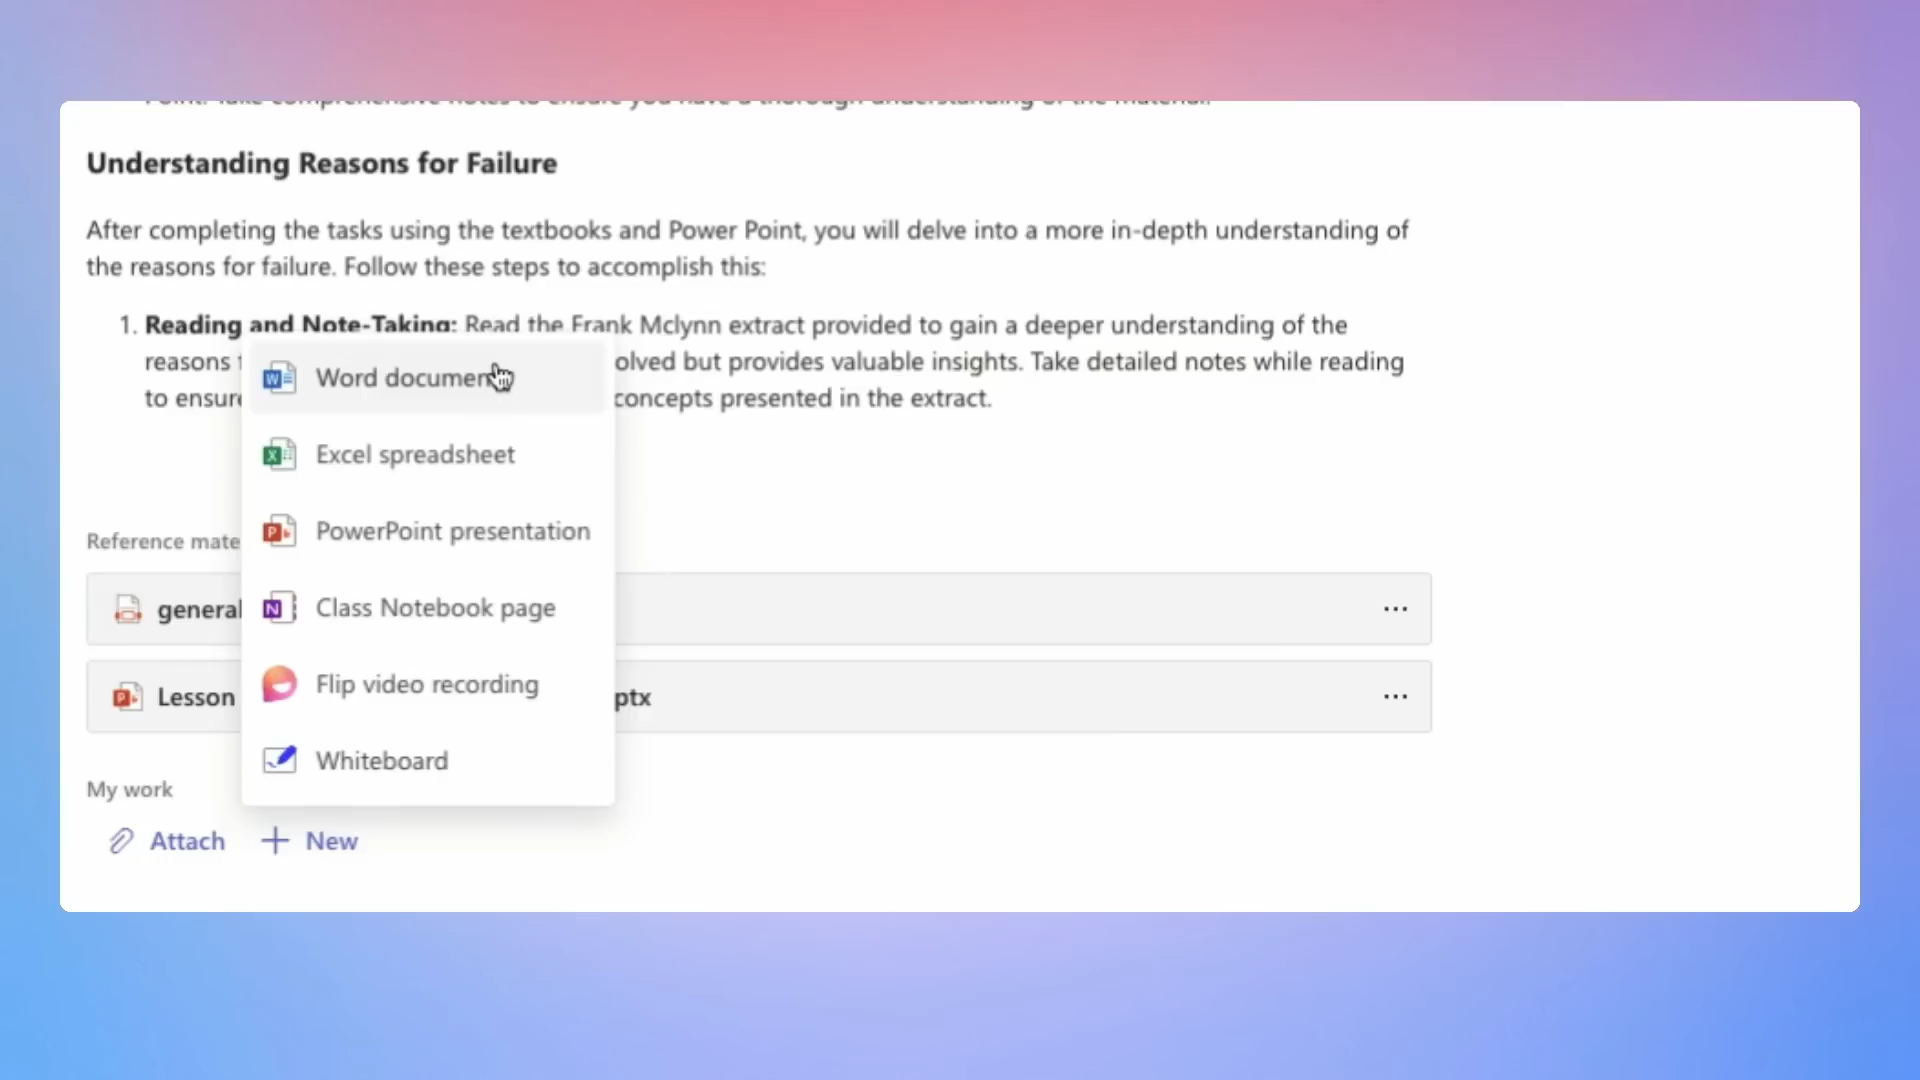 Understanding Reasons for Failure
After completing the tasks using the textbooks and Power Point, you will delve into a more in-depth understanding of
the reasons for failure. Follow these steps to accomplish this:
1. Reading and Note-Taking: Read the Frank Mclynn extract provided to gain a deeper understanding of the
reasons olved but provides valuable insights. Take detailed notes while reading
to ensure concepts presented in the extract.
Word document
Excel spreadsheet
PowerPoint presentation
Class Notebook page
Flip video recording
Whiteboard
Reference mate
general
...
Lesson ptx
...
My work
Attach + New